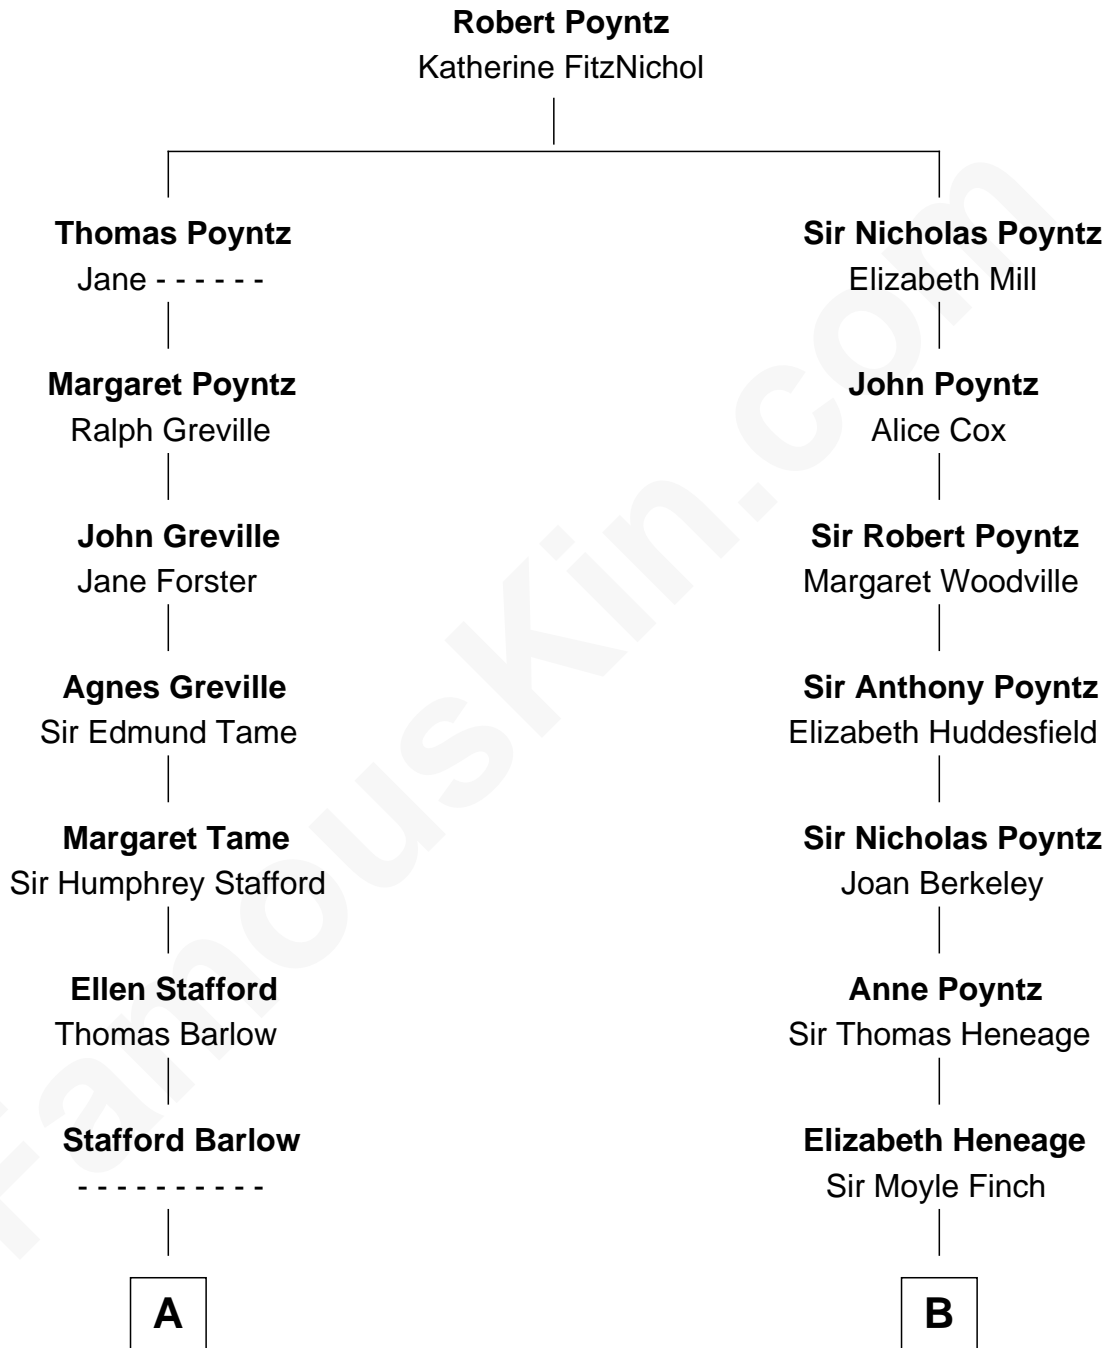 Robert Poyntz
Katherine FitzNichol
Thomas Poyntz
Jane - - - - - -
Sir Nicholas Poyntz
Elizabeth Mill
Margaret Poyntz
Ralph Greville
John Poyntz
Alice Cox
John Greville
Jane Forster
Sir Robert Poyntz
Margaret Woodville
Agnes Greville
Sir Edmund Tame
Sir Anthony Poyntz
Elizabeth Huddesfield
Margaret Tame
Sir Humphrey Stafford
Sir Nicholas Poyntz
Joan Berkeley
Ellen Stafford
Thomas Barlow
Anne Poyntz
Sir Thomas Heneage
Stafford Barlow
- - - - - - - - - -
Elizabeth Heneage
Sir Moyle Finch
A
B
FamousKin.com